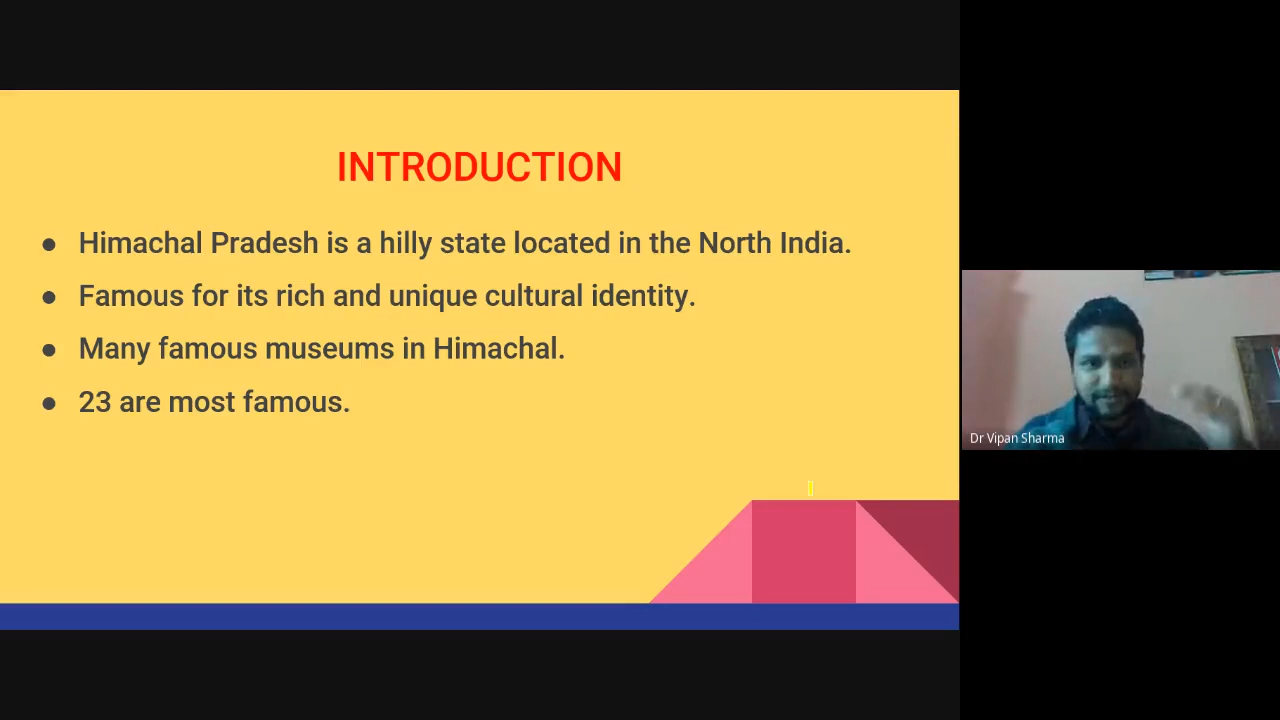 INTRODUCTION
● Himachal Pradesh is a hilly state located in the North India.
● Famous for its rich and unique cultural identity.
● Many famous museums in Himachal.
● 23 are most famous.
Dr Vipan Sharma